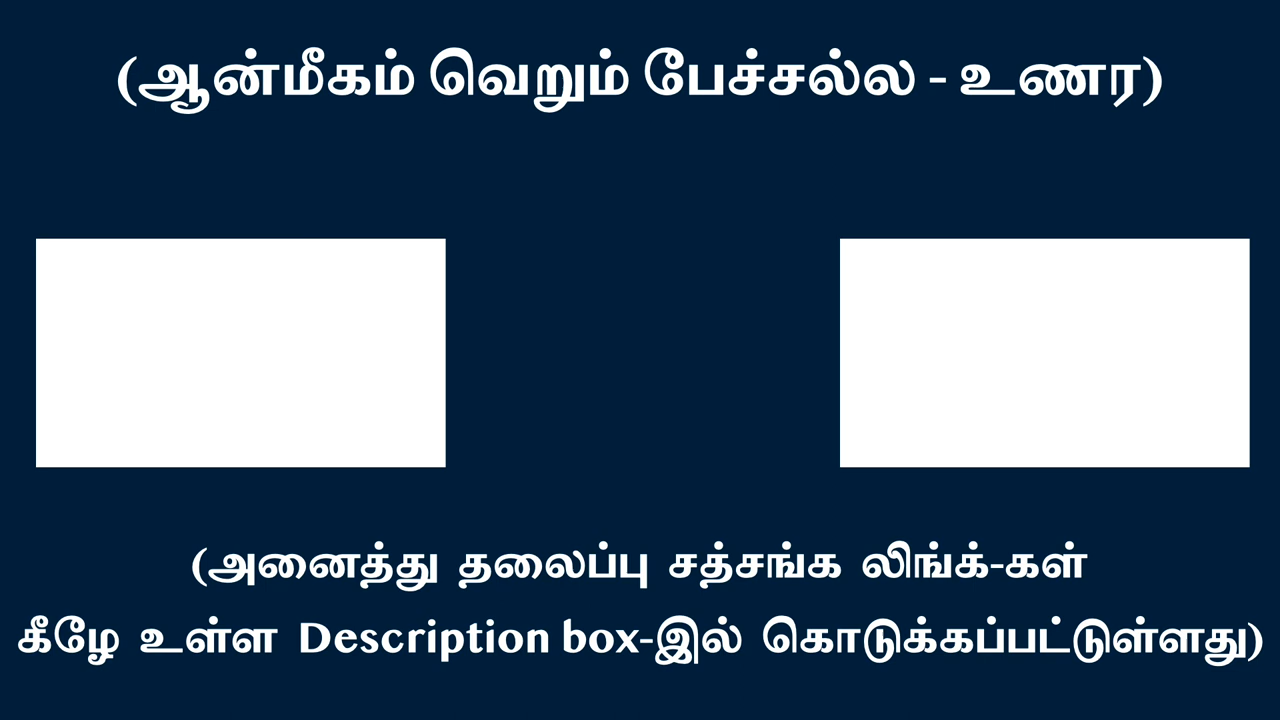 (ஆன்மீகம் வெறும் பேச்சல்ல - உணர)
(அனைத்து தலைப்பு சத்சங்க லிங்க்-கள்
கீழே உள்ள Description box-இல் கொடுக்கப்பட்டுள்ளது)